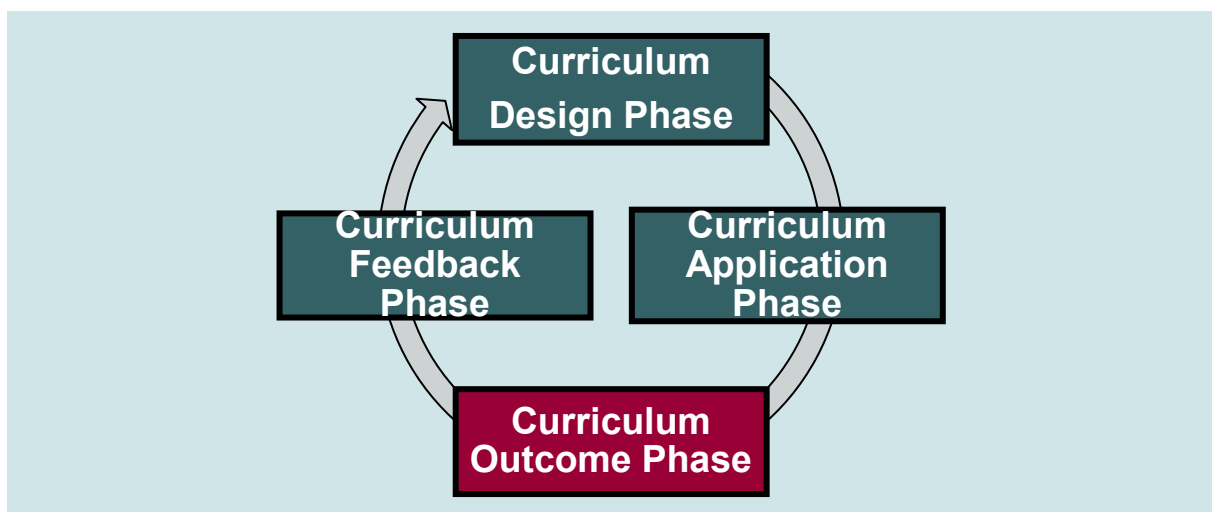 Curriculum
Design Phase
Curriculum
Feedback
Phase
Curriculum
Application
Phase
Curriculum
Outcome Phase